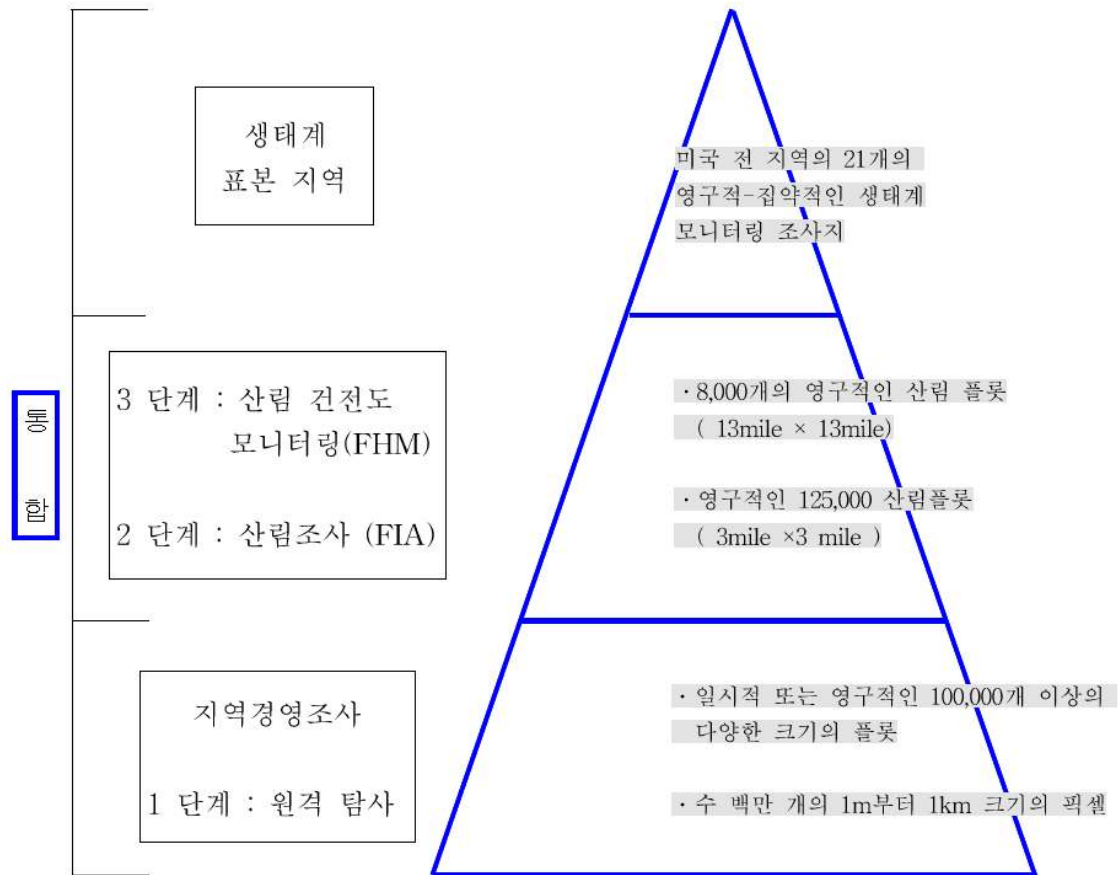 생태계
표본 지역
미국 전 지역의 21개의
영구적-집약적인 생태계
모니터링 조사지
통
합
3 단계 : 산림 건전도
모니터링(FHM)
2 단계 : 산림조사 (FIA)
·8,000개의 영구적인 산림 플롯
( 13mile × 13mile)
·영구적인 125,000 산림플롯
( 3mile ×3 mile )
지역경영조사
1 단계 : 원격 탐사
·일시적 또는 영구적인 100,000개 이상의
다양한 크기의 플롯
·수 백만 개의 1m부터 1km 크기의 픽셀